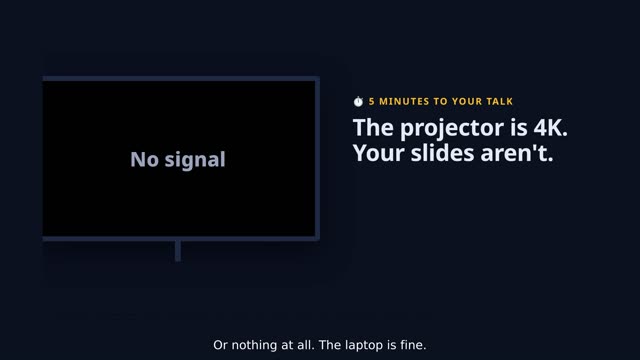 No signal
⏱ 5 MINUTES TO YOUR TALK
The projector is 4K.
Your slides aren't.
Or nothing at all. The laptop is fine.